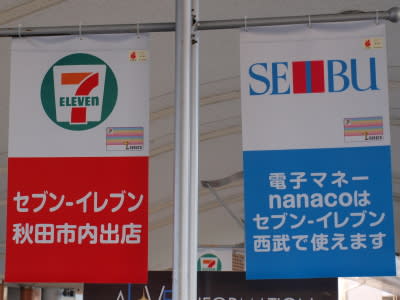 7
ELEVEN
セブン-イレブン
秋田市内出店
SEIBU
電子マネー
nanacoは
セブン-イレブン
西武で使えます